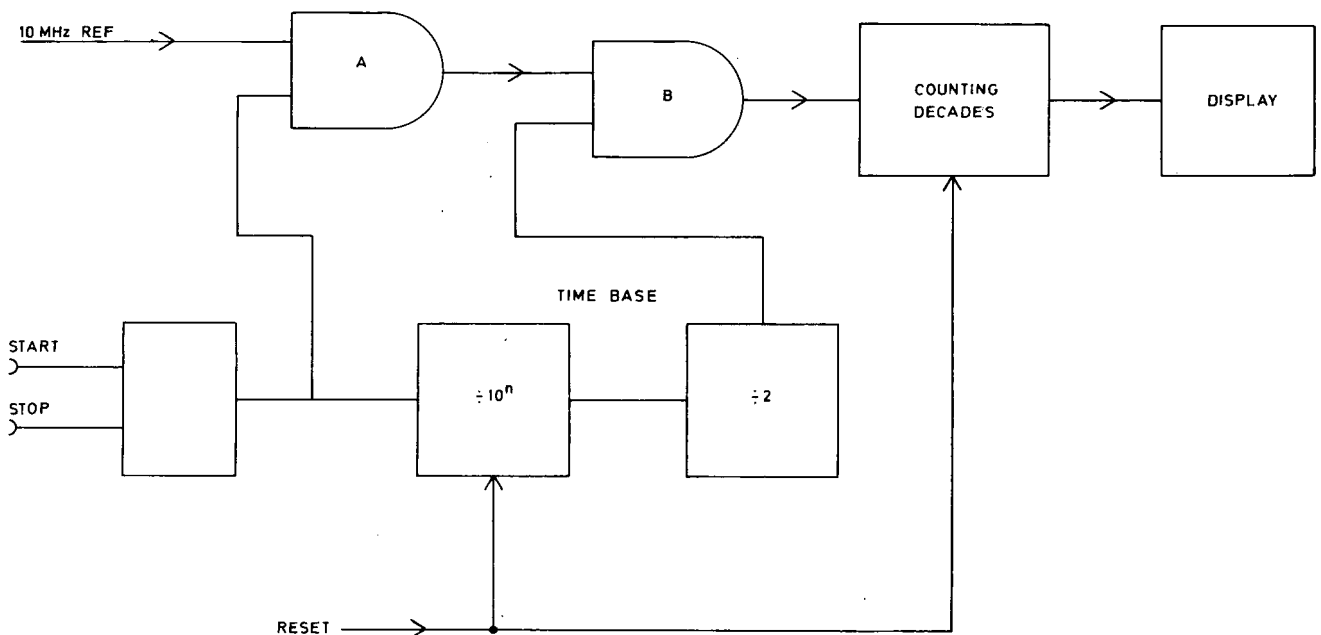 10 MHz REF
A
B
COUNTING
DECADES
DISPLAY
TIME BASE
START
STOP
÷10ⁿ
÷2
RESET